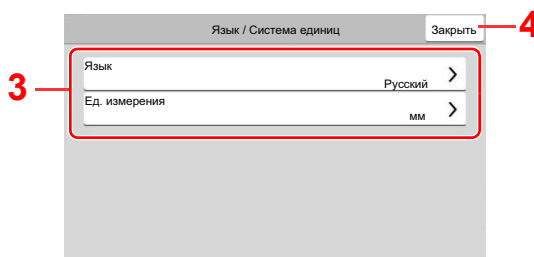 Язык / Система единиц
Закрыть
4
3
Язык
Русский
Ед. измерения
мм